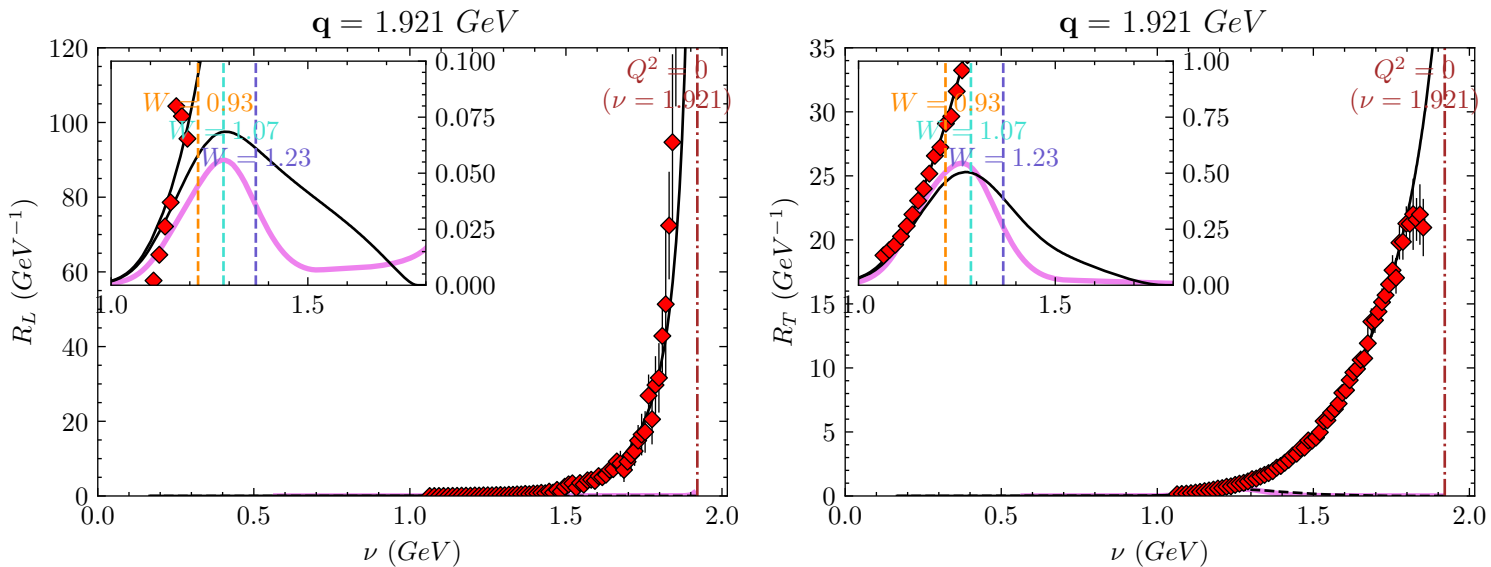 q = 1.921 GeV
120
100
80
60
40
20
0
R_L (GeV⁻¹)
0.0
0.5
1.0
1.5
2.0
ν (GeV)
Q² = 0
(ν = 1.921)
W = 0.93
W = 1.07
W = 1.23
0.100
0.075
0.050
0.025
0.000
1.0
1.5
q = 1.921 GeV
35
30
25
20
15
10
5
0
R_T (GeV⁻¹)
0.0
0.5
1.0
1.5
2.0
ν (GeV)
Q² = 0
(ν = 1.921)
W = 0.93
W = 1.07
W = 1.23
1.00
0.75
0.50
0.25
0.00
1.0
1.5